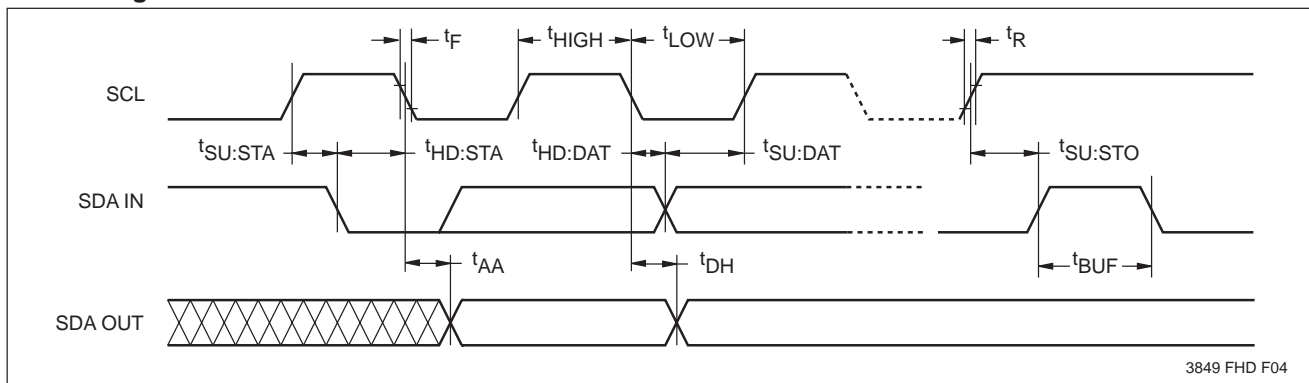 tF
tHIGH
tLOW
tR
SCL
tSU:STA
tHD:STA
tHD:DAT
tSU:DAT
tSU:STO
SDA IN
tAA
tDH
tBUF
SDA OUT
3849 FHD F04